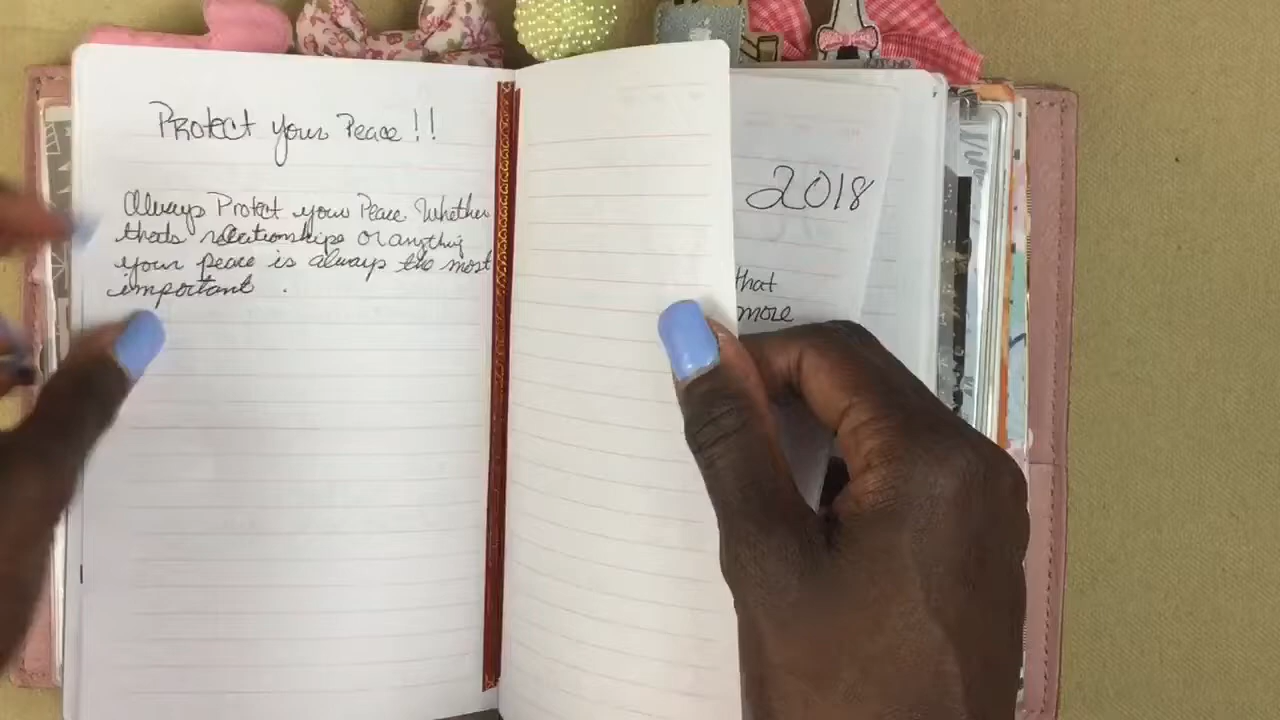 Protect your Peace!!
Always Protect your Peace Whether
thats relationships or anything
your peace is always the most
important.
2018
that
more